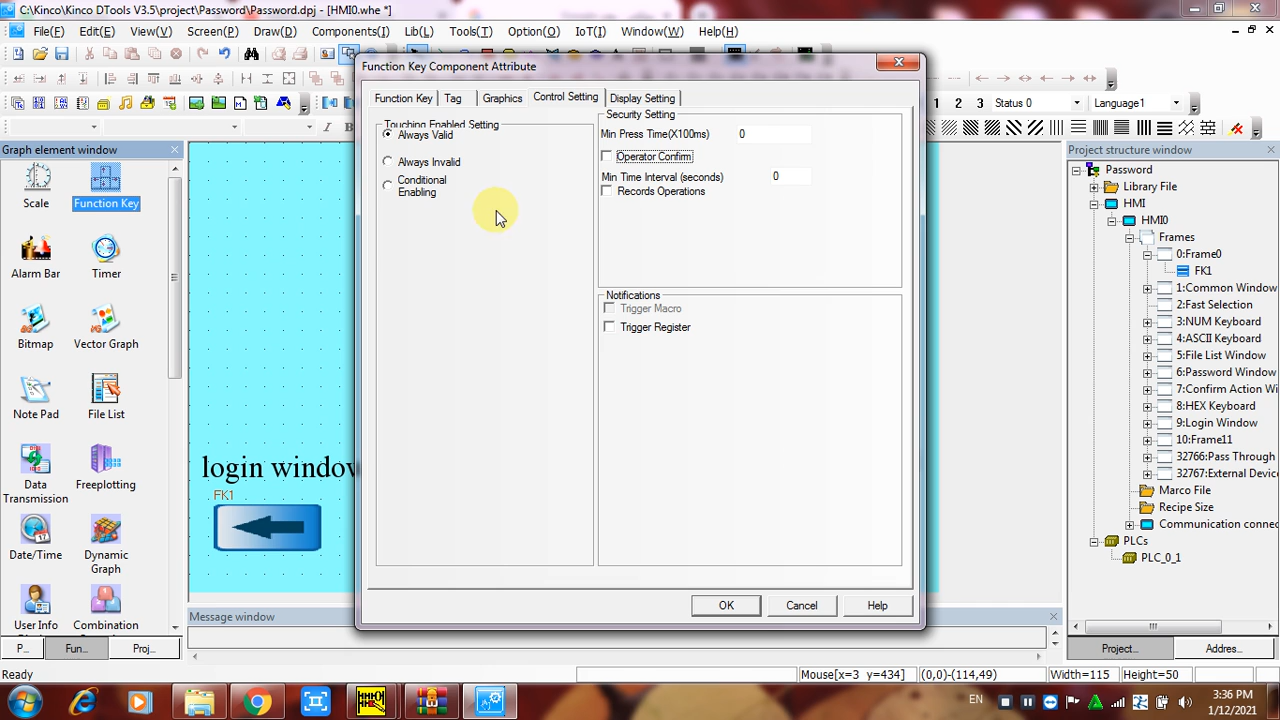 C:\Kinco\Kinco DTools V3.5\project\Password\Password.dpj - [HMI0.whe *]
File(F) Edit(E) View(V) Screen(P) Draw(D) Components(I) Lib(L) Tools(T) Option(O) IoT(I) Window(W) Help(H)
1 2 3 Status 0 Language1
I
Graph element window
Scale Function Key
Alarm Bar Timer
Bitmap Vector Graph
Note Pad File List
Data Transmission Freeplotting
Date/Time Dynamic Graph
User Info Display Combination
P... Fun... Proj...
login window
FK1
Function Key Component Attribute
Function Key Tag Graphics Control Setting Display Setting
Touching Enabled Setting
Always Valid
Always Invalid
Conditional
Enabling
Security Setting
Min Press Time(X100ms) 0
Operator Confirm
Min Time Interval (seconds) 0
Records Operations
Notifications
Trigger Macro
Trigger Register
OK Cancel Help
Project structure window
Password
Library File
HMI
HMI0
Frames
0:Frame0
FK1
1:Common Window
2:Fast Selection
3:NUM Keyboard
4:ASCII Keyboard
5:File List Window
6:Password Window
7:Confirm Action Wi
8:HEX Keyboard
9:Login Window
10:Frame11
32766:Pass Through
32767:External Device
Marco File
Recipe Size
Communication connec
PLCs
PLC_0_1
Project... Addres...
Message window
Ready Mouse[x=3 y=434] (0,0)-(114,49) Width=115 Height=50
EN
3:36 PM
1/12/2021